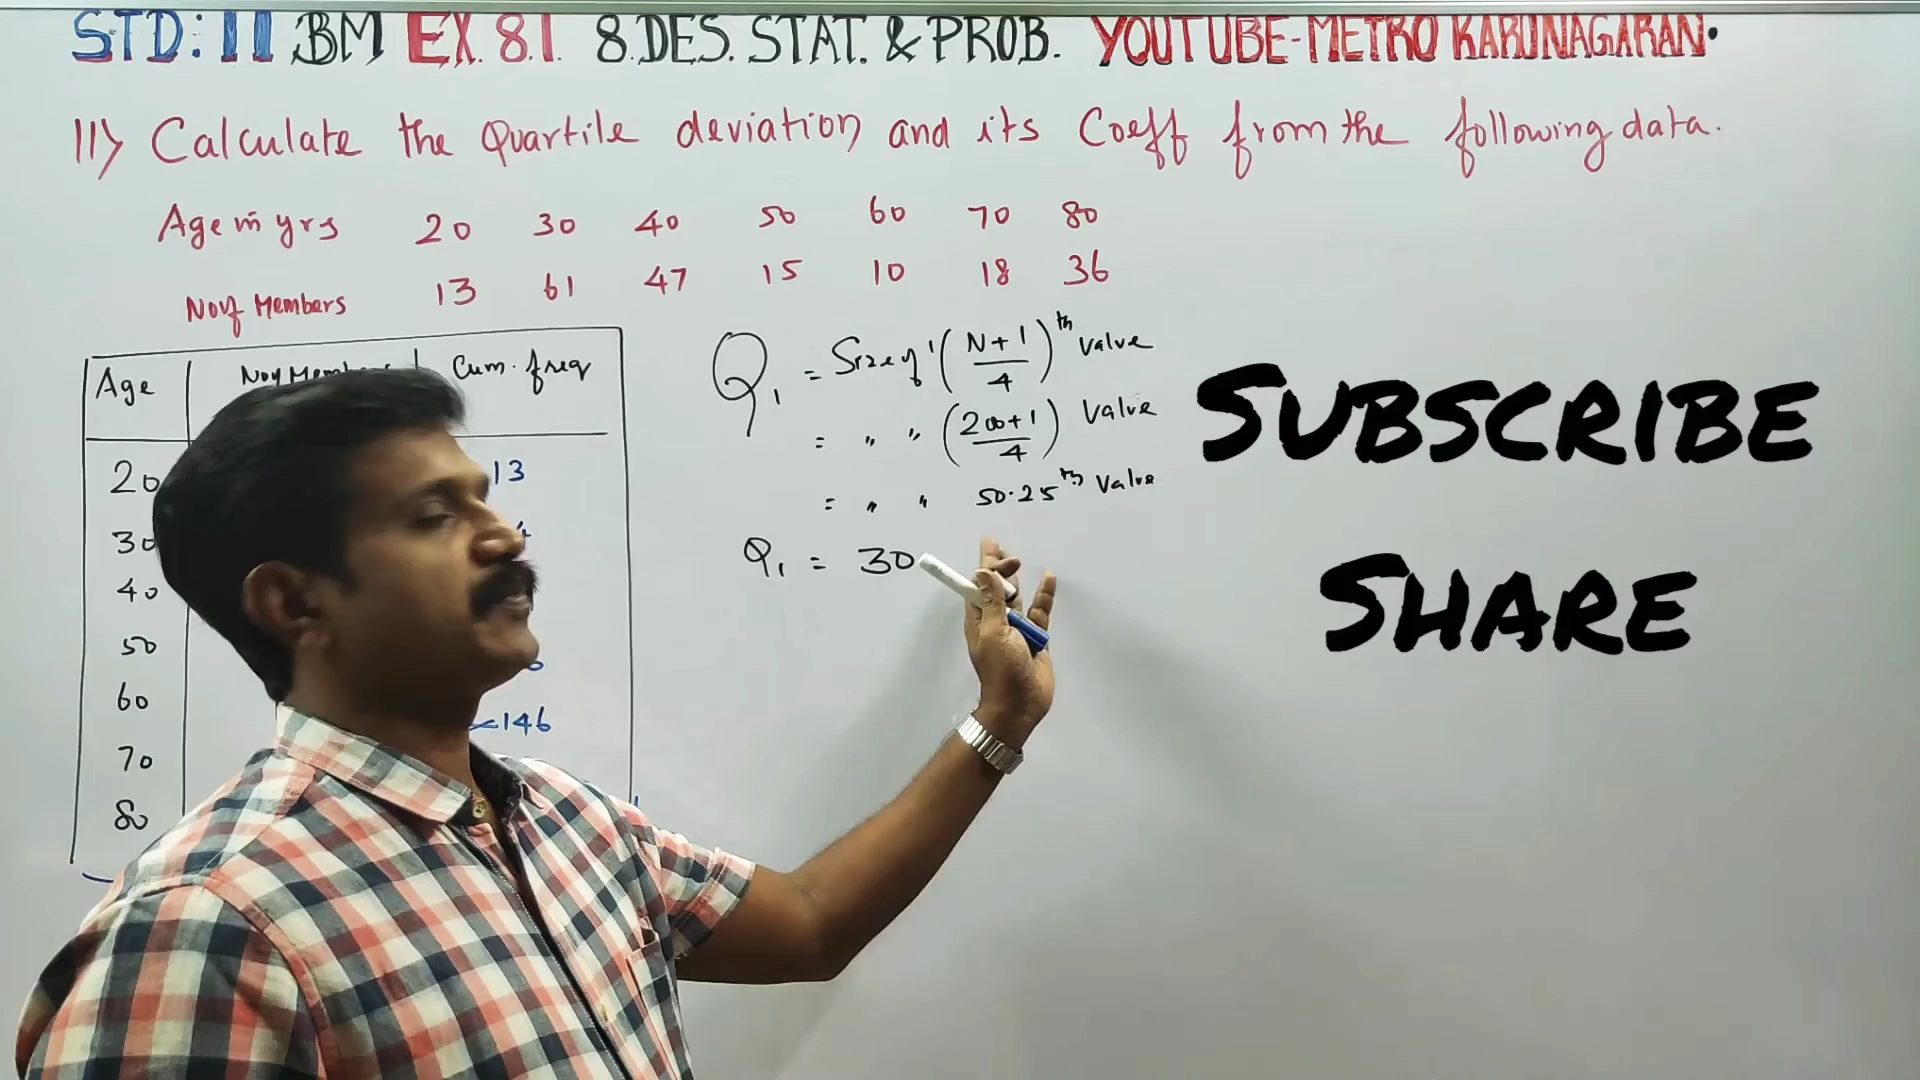 STD: 11 BM EX. 8.1. 8. DES. STAT. & PROB. YOUTUBE-METRO KARUNAGARAN.
11) Calculate the Quartile deviation and its Coeff from the following data.
Age in yrs 20 30 40 50 60 70 80
No of Members 13 61 47 15 10 18 36
Age No of Members Cum. freq
20 13
30
40
50
60 146
70
80
Q1 = Size of (N+1/4)th value
= " " (200+1/4) value
= " " 50.25th value
Q1 = 30
SUBSCRIBE
SHARE